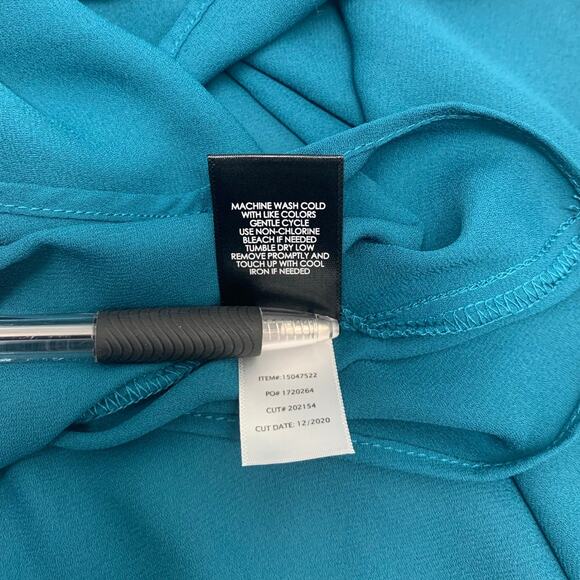 MACHINE WASH COLD
WITH LIKE COLORS
GENTLE CYCLE
USE NON-CHLORINE
BLEACH IF NEEDED
TUMBLE DRY LOW
REMOVE PROMPTLY AND
TOUCH UP WITH COOL
IRON IF NEEDED
ITEM#:15047522
PO# 1720264
CUT# 202154
CUT DATE: 12/2020